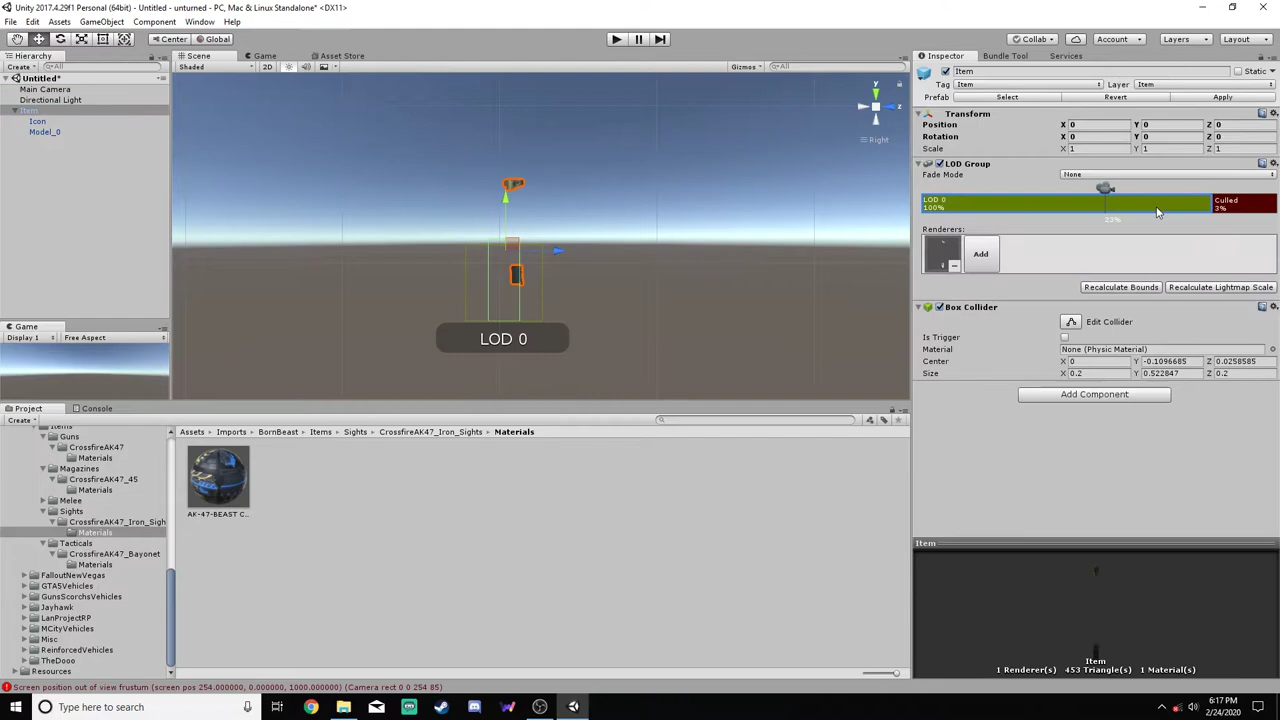 Unity 2017.4.29f1 Personal (64bit) - Untitled - unturned - PC, Mac & Linux Standalone* <DX11>
File Edit Assets GameObject Component Window Help
Center Global Collab Account Layers Layout
Hierarchy Scene Game Asset Store Inspector Bundle Tool Services
Create All Shaded 2D Gizmos All Item Static
Untitled* Tag Item Layer Item
Main Camera Prefab Select Revert Apply
Directional Light
Item Transform
Icon Position X 0 Y 0 Z 0
Model_0 Rotation X 0 Y 0 Z 0
Scale X 1 Y 1 Z 1
y z Right
LOD Group
Fade Mode None
LOD 0 Culled
100% 3%
23%
Renderers:
Add
Recalculate Bounds Recalculate Lightmap Scale
Box Collider
Edit Collider
Is Trigger
Material None (Physic Material)
Center X 0 Y -0.1096685 Z 0.0258585
Size X 0.2 Y 0.522847 Z 0.2
Add Component
LOD 0
Game
Display 1 Free Aspect
Project Console
Create
Assets Imports BornBeast Items Sights CrossfireAK47_Iron_Sights Materials
Items
Guns
CrossfireAK47
Materials
Magazines
CrossfireAK47_45
Materials
Melee
Sights
CrossfireAK47_Iron_Sigh
Materials
Tacticals
CrossfireAK47_Bayonet
Materials
FalloutNewVegas
GTA5Vehicles
GunsScorchsVehicles
Jayhawk
LanProjectRP
MCityVehicles
Misc
ReinforcedVehicles
TheDooo
Resources
AK-47-BEAST C...
Item
Item
1 Renderer(s) 453 Triangle(s) 1 Material(s)
Screen position out of view frustum (screen pos 254.000000, 0.000000, 1000.000000) (Camera rect 0 0 254 85)
Type here to search
6:17 PM
2/24/2020